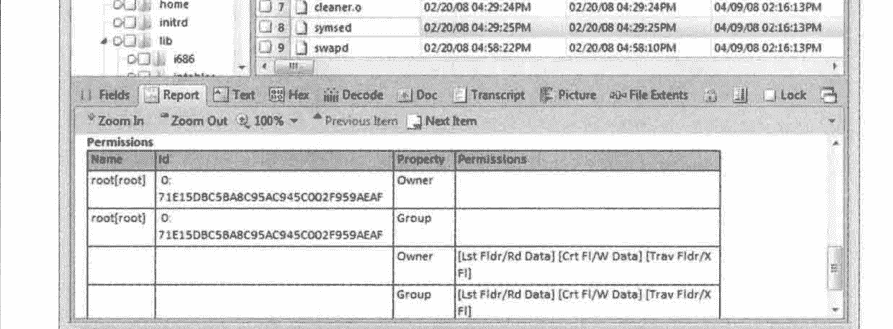 home
initrd
lib
i686
7 cleaner.o 02/20/08 04:29:24PM 02/20/08 04:29:24PM 04/09/08 02:16:13PM
8 symsed 02/20/08 04:29:25PM 02/20/08 04:29:25PM 04/09/08 02:16:13PM
9 swapd 02/20/08 04:58:22PM 02/20/08 04:58:10PM 04/09/08 02:16:13PM
Fields Report Text Hex Decode Doc Transcript Picture File Extents Lock
Zoom In Zoom Out 100% Previous Item Next Item
Permissions
Name Id Property Permissions
root[root] 0: Owner
71E15DBC5BA8C95AC945C002F959AEAF
root[root] 0: Group
71E15DBC5BA8C95AC945C002F959AEAF
Owner [Lst Fldr/Rd Data] [Crt Fl/W Data] [Trav Fldr/X
Fl]
Group [Lst Fldr/Rd Data] [Crt Fl/W Data] [Trav Fldr/X
Fl]